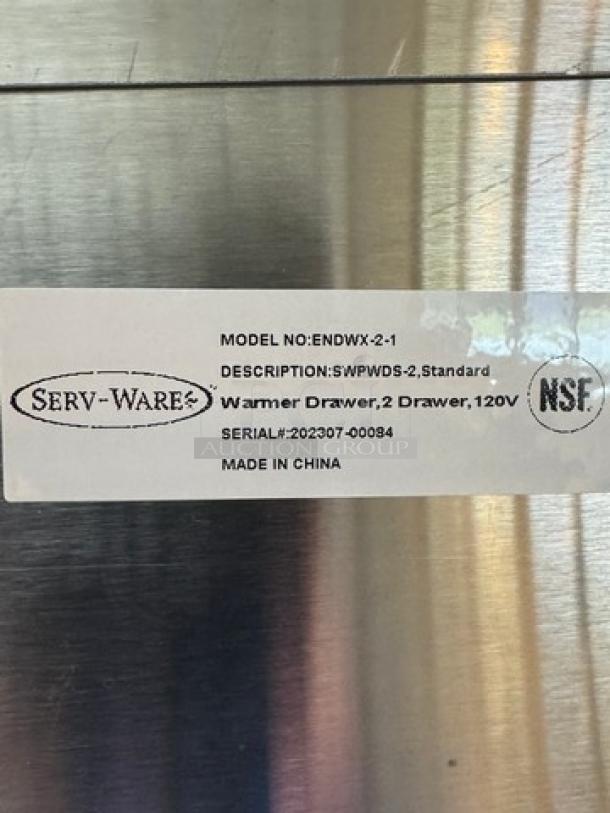 MODEL NO:ENDWX-2-1
DESCRIPTION:SWPWDS-2,Standard
SERV-WARE
Warmer Drawer,2 Drawer,120V
NSF
SERIAL#:202307-00084
AUCTION GROUP
MADE IN CHINA